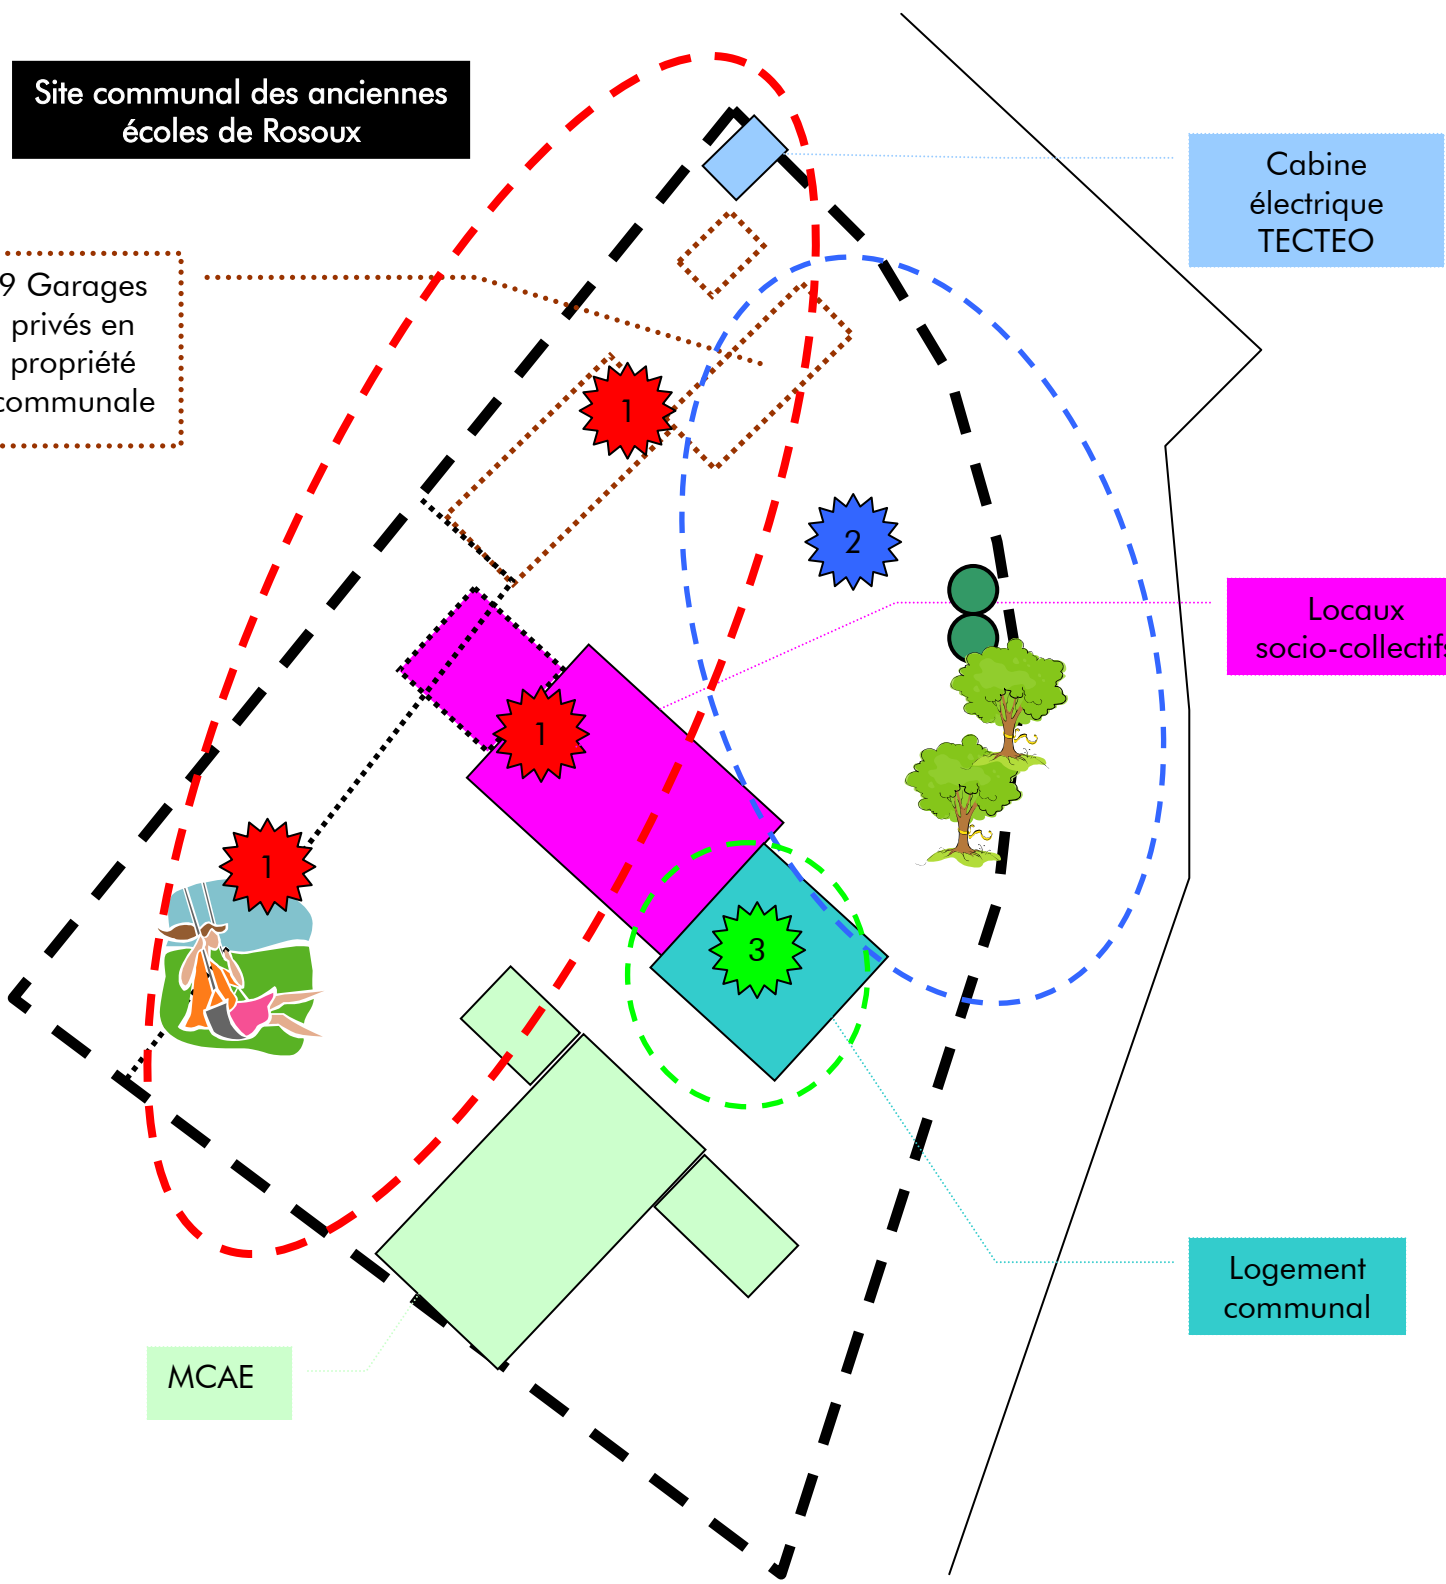 Site communal des anciennes
écoles de Rosoux
Cabine
électrique
TECTEO
9 Garages
privés en
propriété
communale
1
2
Locaux
socio-collectifs
1
1
3
Logement
communal
MCAE